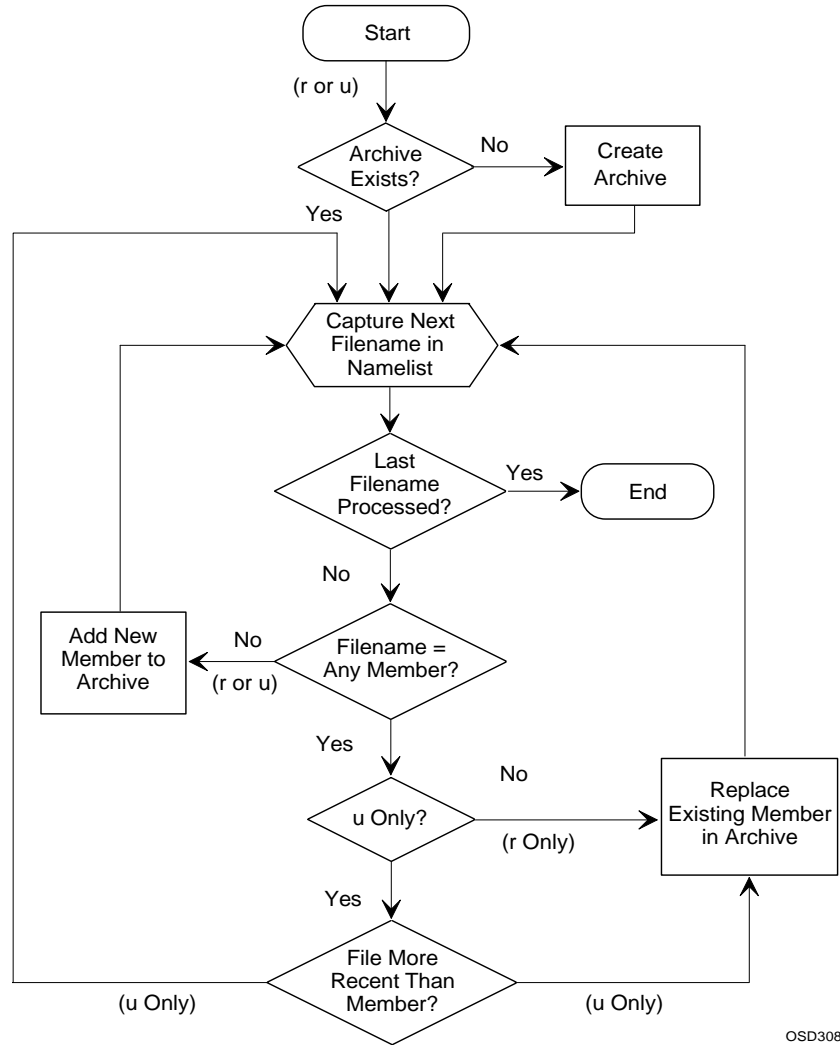 Start
(r or u)
Archive
Exists?
No
Create
Archive
Yes
Capture Next
Filename in
Namelist
Last
Filename
Processed?
Yes
End
No
Add New
Member to
Archive
No
(r or u)
Filename =
Any Member?
Yes
u Only?
No
(r Only)
Replace
Existing Member
in Archive
Yes
File More
Recent Than
Member?
(u Only)
(u Only)
OSD308